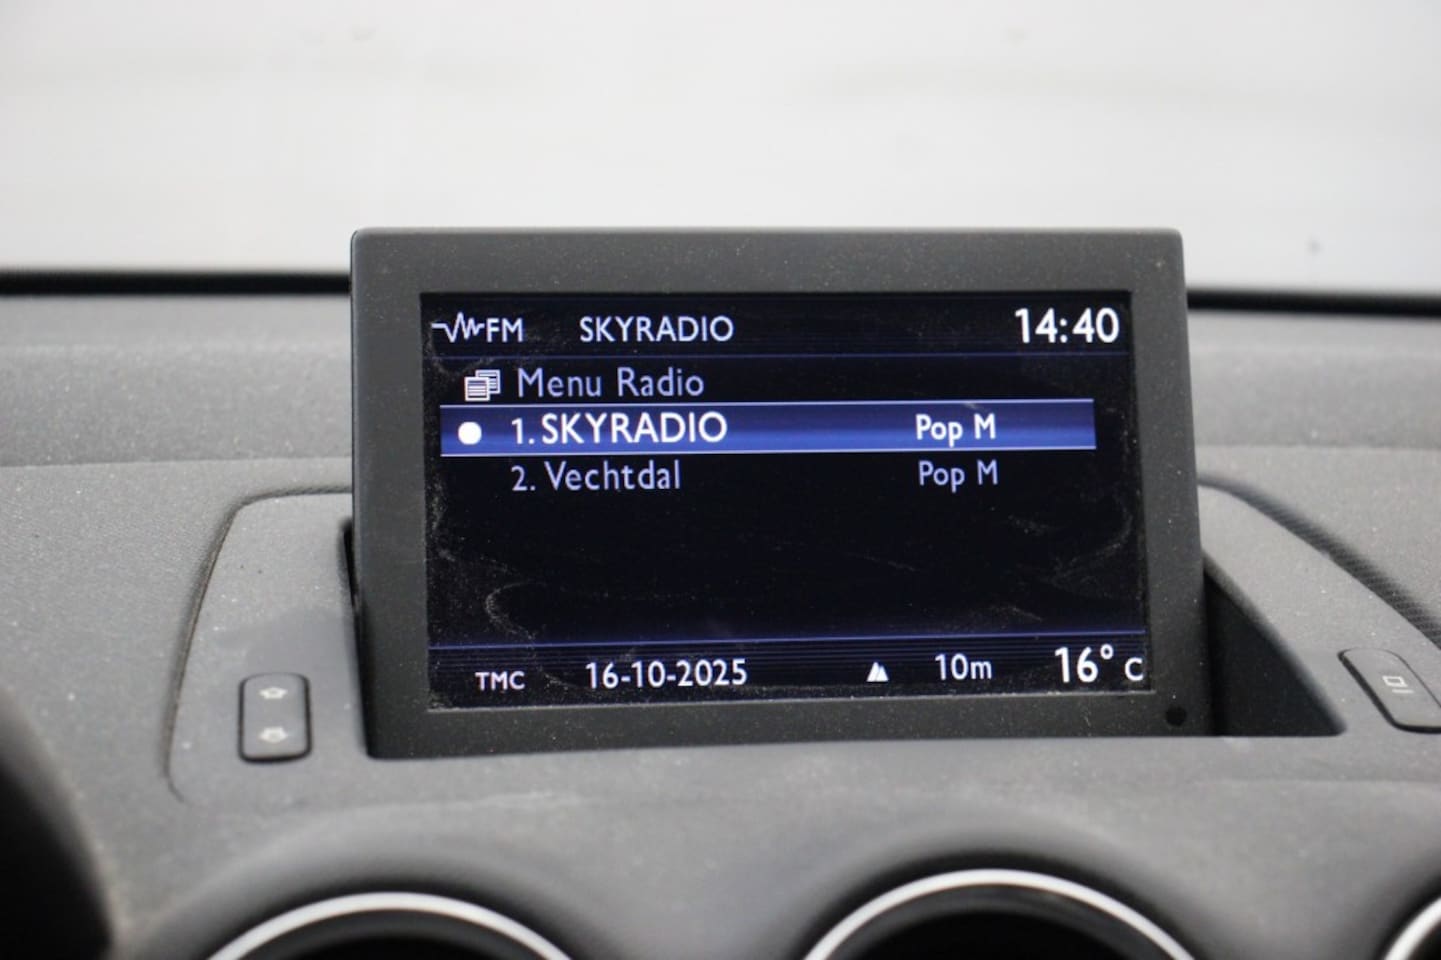 FM SKYRADIO 14:40
Menu Radio
1. SKYRADIO Pop M
2. Vechtdal Pop M
TMC 16-10-2025 10m 16° C